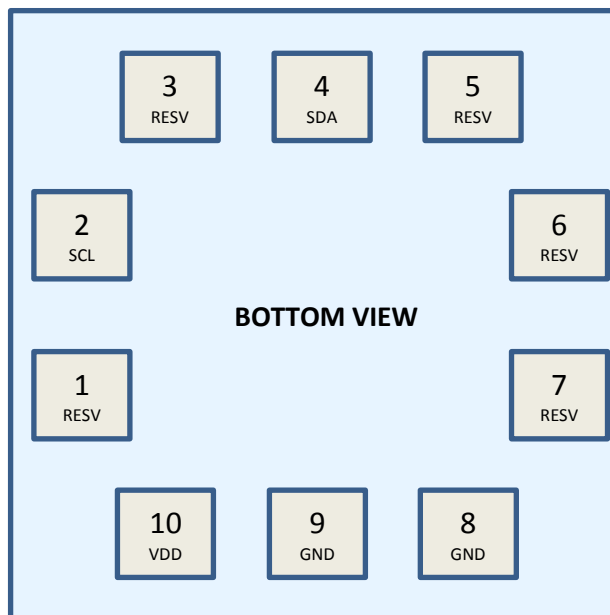 3
RESV
4
SDA
5
RESV
2
SCL
6
RESV
BOTTOM VIEW
1
RESV
7
RESV
10
VDD
9
GND
8
GND